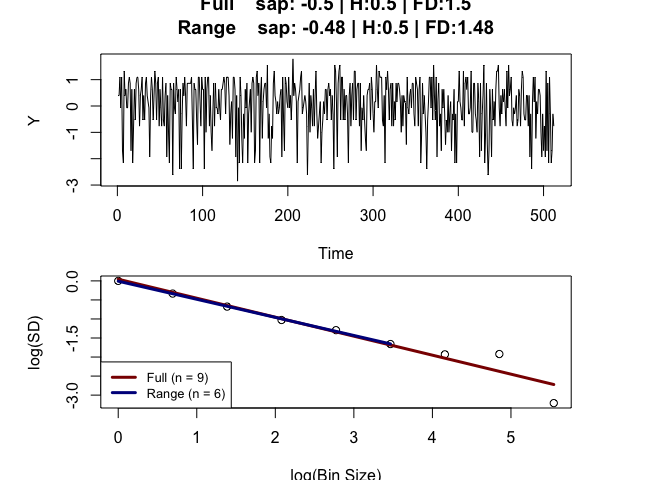 Full sap: -0.5 | H:0.5 | FD:1.5
Range sap: -0.48 | H:0.5 | FD:1.48
Y
1
0
-1
-3
0 100 200 300 400 500
Time
log(SD)
0.0
-1.5
-3.0
Full (n = 9)
Range (n = 6)
0 1 2 3 4 5
log(Bin Size)